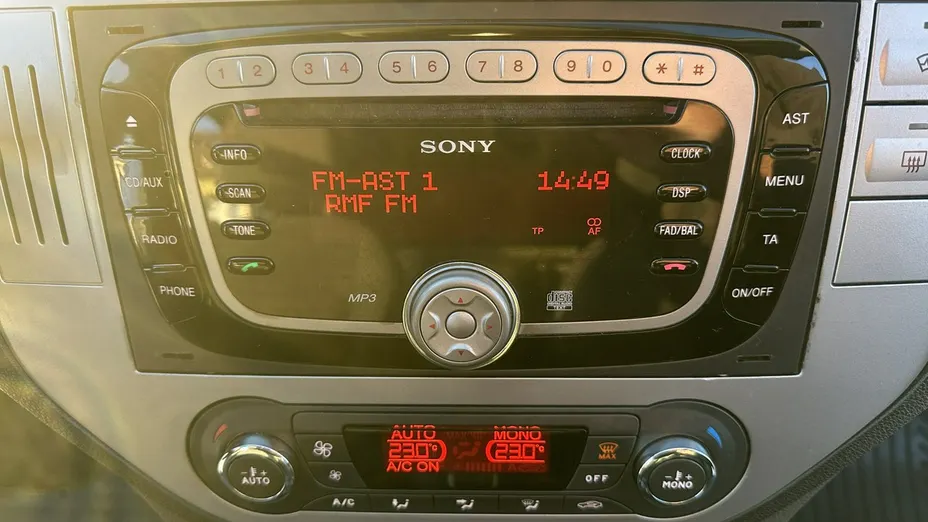 1 2 3 4 5 6 7 8 9 0 * #
SONY
AST
INFO
CLOCK
CD/AUX
FM-AST 1 14:49
MENU
SCAN
DSP
RMF FM
TONE
TP
AF
FAD/BAL
RADIO
TA
PHONE
MP3
ON/OFF
AUTO MONO
23.0°c 23.0°c
A/C ON
MAX
AUTO
OFF
MONO
A/C